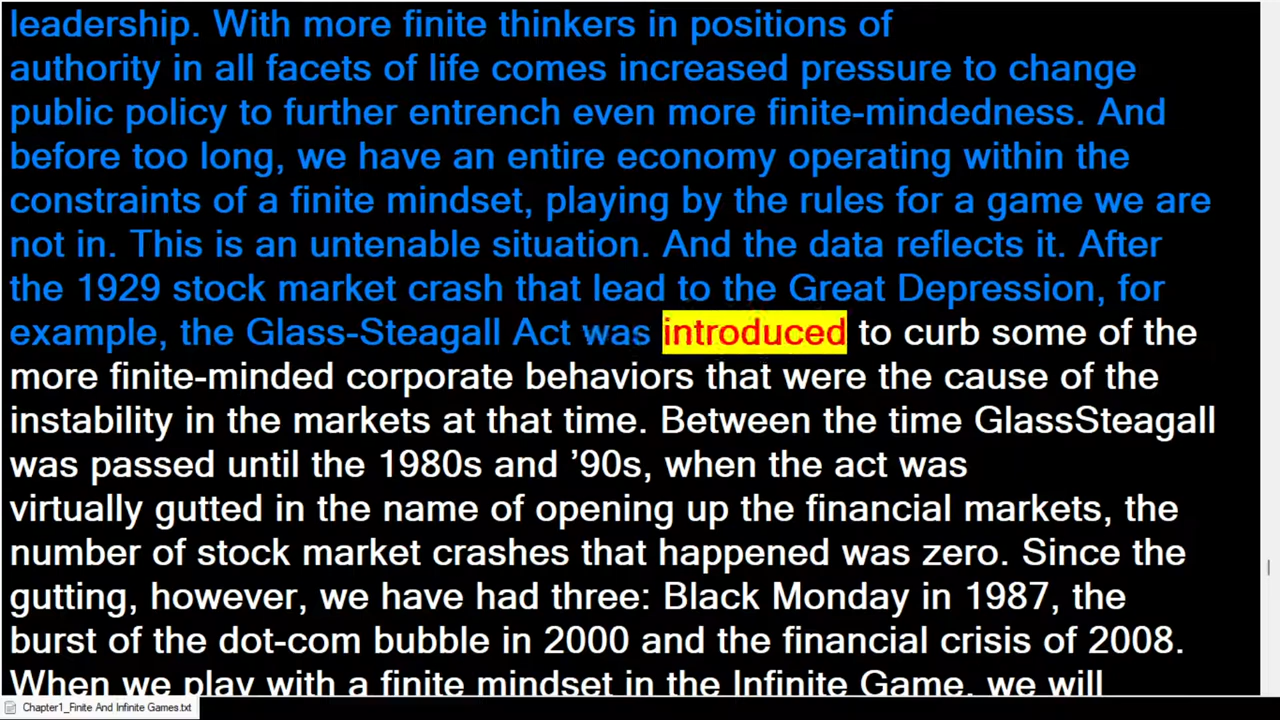 leadership. With more finite thinkers in positions of
authority in all facets of life comes increased pressure to change
public policy to further entrench even more finite-mindedness. And
before too long, we have an entire economy operating within the
constraints of a finite mindset, playing by the rules for a game we are
not in. This is an untenable situation. And the data reflects it. After
the 1929 stock market crash that lead to the Great Depression, for
example, the Glass-Steagall Act was introduced to curb some of the
more finite-minded corporate behaviors that were the cause of the
instability in the markets at that time. Between the time GlassSteagall
was passed until the 1980s and ’90s, when the act was
virtually gutted in the name of opening up the financial markets, the
number of stock market crashes that happened was zero. Since the
gutting, however, we have had three: Black Monday in 1987, the
burst of the dot-com bubble in 2000 and the financial crisis of 2008.
When we play with a finite mindset in the Infinite Game, we will
Chapter1_Finite And Infinite Games.txt